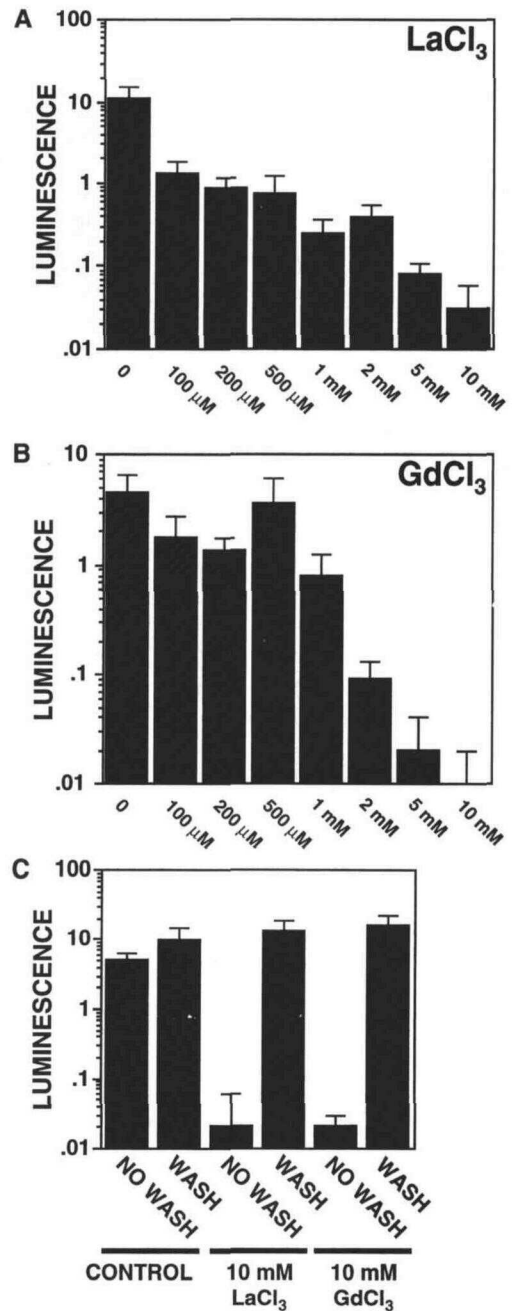 A
LaCl₃
LUMINESCENCE
100
10
1
.1
.01
0
100 µM
200 µM
500 µM
1 mM
2 mM
5 mM
10 mM
B
GdCl₃
LUMINESCENCE
10
1
.1
.01
0
100 µM
200 µM
500 µM
1 mM
2 mM
5 mM
10 mM
C
LUMINESCENCE
100
10
1
.1
.01
NO WASH
WASH
NO WASH
WASH
NO WASH
WASH
CONTROL
10 mM
LaCl₃
10 mM
GdCl₃